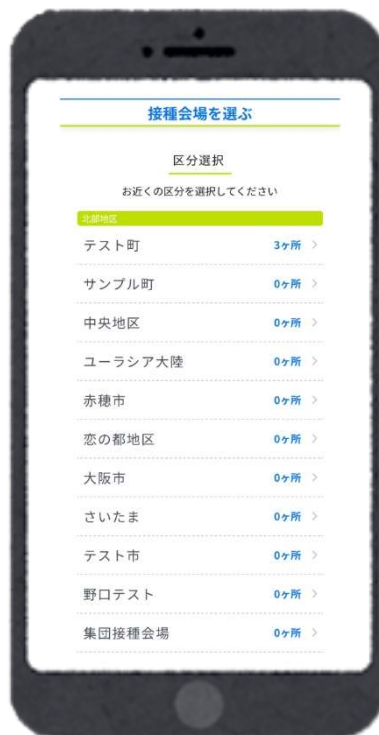 接種会場を選ぶ
区分選択
お近くの区分を選択してください
北部地区
テスト町 3ヶ所
サンプル町 0ヶ所
中央地区 0ヶ所
ユーラシア大陸 0ヶ所
赤穂市 0ヶ所
恋の都地区 0ヶ所
大阪市 0ヶ所
さいたま 0ヶ所
テスト市 0ヶ所
野口テスト 0ヶ所
集団接種会場 0ヶ所